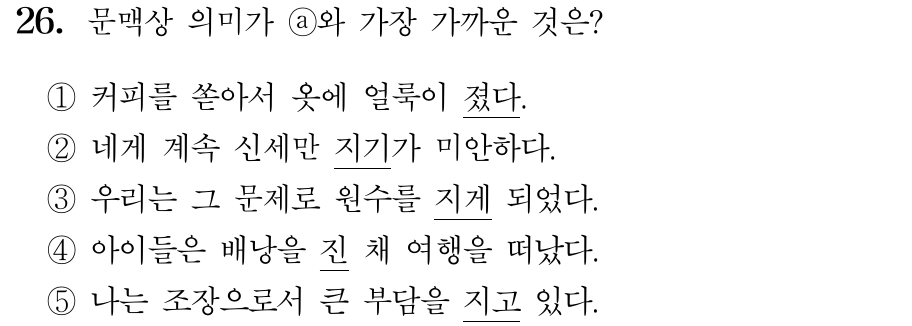 26. 문맥상 의미가 ⓐ와 가장 가까운 것은?
① 커피를 쏟아서 옷에 얼룩이 졌다.
② 네게 계속 신세만 지기가 미안하다.
③ 우리는 그 문제로 원수를 지게 되었다.
④ 아이들은 배낭을 진 채 여행을 떠났다.
⑤ 나는 조장으로서 큰 부담을 지고 있다.